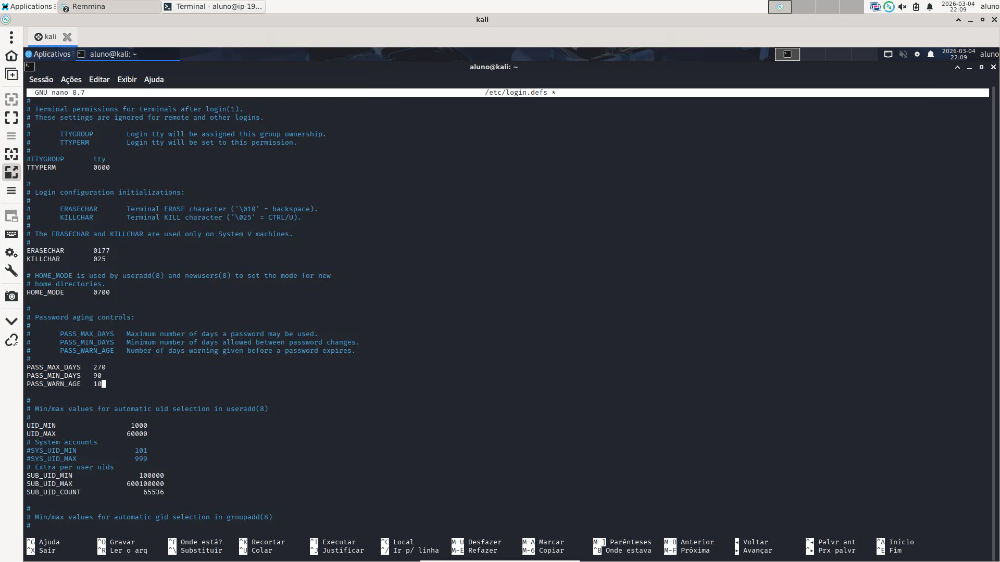 Applications
2 Remmina
Terminal - aluno@ip-19...
2026-03-04
22:09
aluno
kali
kali
Aplicativos
aluno@kali: ~
2026-03-04
22:09
aluno
aluno@kali: ~
Sessão Ações Editar Exibir Ajuda
GNU nano 8.7 /etc/login.defs *
#
# Terminal permissions for terminals after login(1).
# These settings are ignored for remote and other logins.
#
# TTYGROUP Login tty will be assigned this group ownership.
# TTYPERM Login tty will be set to this permission.
#
#TTYGROUP tty
TTYPERM 0600
#
# Login configuration initializations:
#
# ERASECHAR Terminal ERASE character ('\010' = backspace).
# KILLCHAR Terminal KILL character ('\025' = CTRL/U).
#
# The ERASECHAR and KILLCHAR are used only on System V machines.
#
ERASECHAR 0177
KILLCHAR 025
# HOME_MODE is used by useradd(8) and newusers(8) to set the mode for new
# home directories.
HOME_MODE 0700
#
# Password aging controls:
#
# PASS_MAX_DAYS Maximum number of days a password may be used.
# PASS_MIN_DAYS Minimum number of days allowed between password changes.
# PASS_WARN_AGE Number of days warning given before a password expires.
#
PASS_MAX_DAYS 270
PASS_MIN_DAYS 90
PASS_WARN_AGE 10
#
# Min/max values for automatic uid selection in useradd(8)
#
UID_MIN 1000
UID_MAX 60000
# System accounts
#SYS_UID_MIN 101
#SYS_UID_MAX 999
# Extra per user uids
SUB_UID_MIN 100000
SUB_UID_MAX 600100000
SUB_UID_COUNT 65536
#
# Min/max values for automatic gid selection in groupadd(8)
#
^G Ajuda ^O Gravar ^F Onde está? ^K Recortar ^T Executar ^C Local M-U Desfazer M-A Marcar M-] Parênteses M-B Anterior ◂ Voltar ^◂ Palvr ant ^A Início
^X Sair ^R Ler o arq ^\ Substituir ^U Colar ^J Justificar ^/ Ir p/ linha M-E Refazer M-6 Copiar ^B Onde estava M-F Próxima ▸ Avançar ^▸ Prx palvr ^E Fim